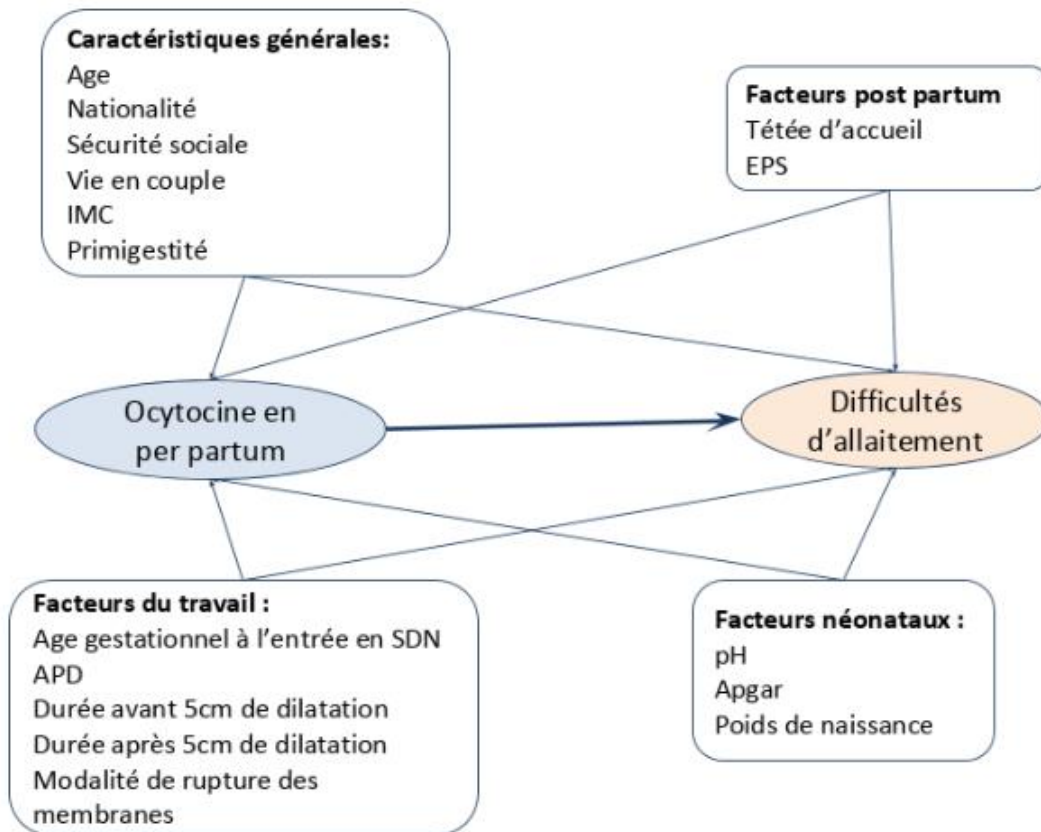 Caractéristiques générales:
Age
Nationalité
Sécurité sociale
Vie en couple
IMC
Primigestité
Facteurs post partum
Tétée d'accueil
EPS
Ocytocine en
per partum
Difficultés
d'allaitement
Facteurs du travail :
Age gestationnel à l'entrée en SDN
APD
Durée avant 5cm de dilatation
Durée après 5cm de dilatation
Modalité de rupture des
membranes
Facteurs néonataux :
pH
Apgar
Poids de naissance